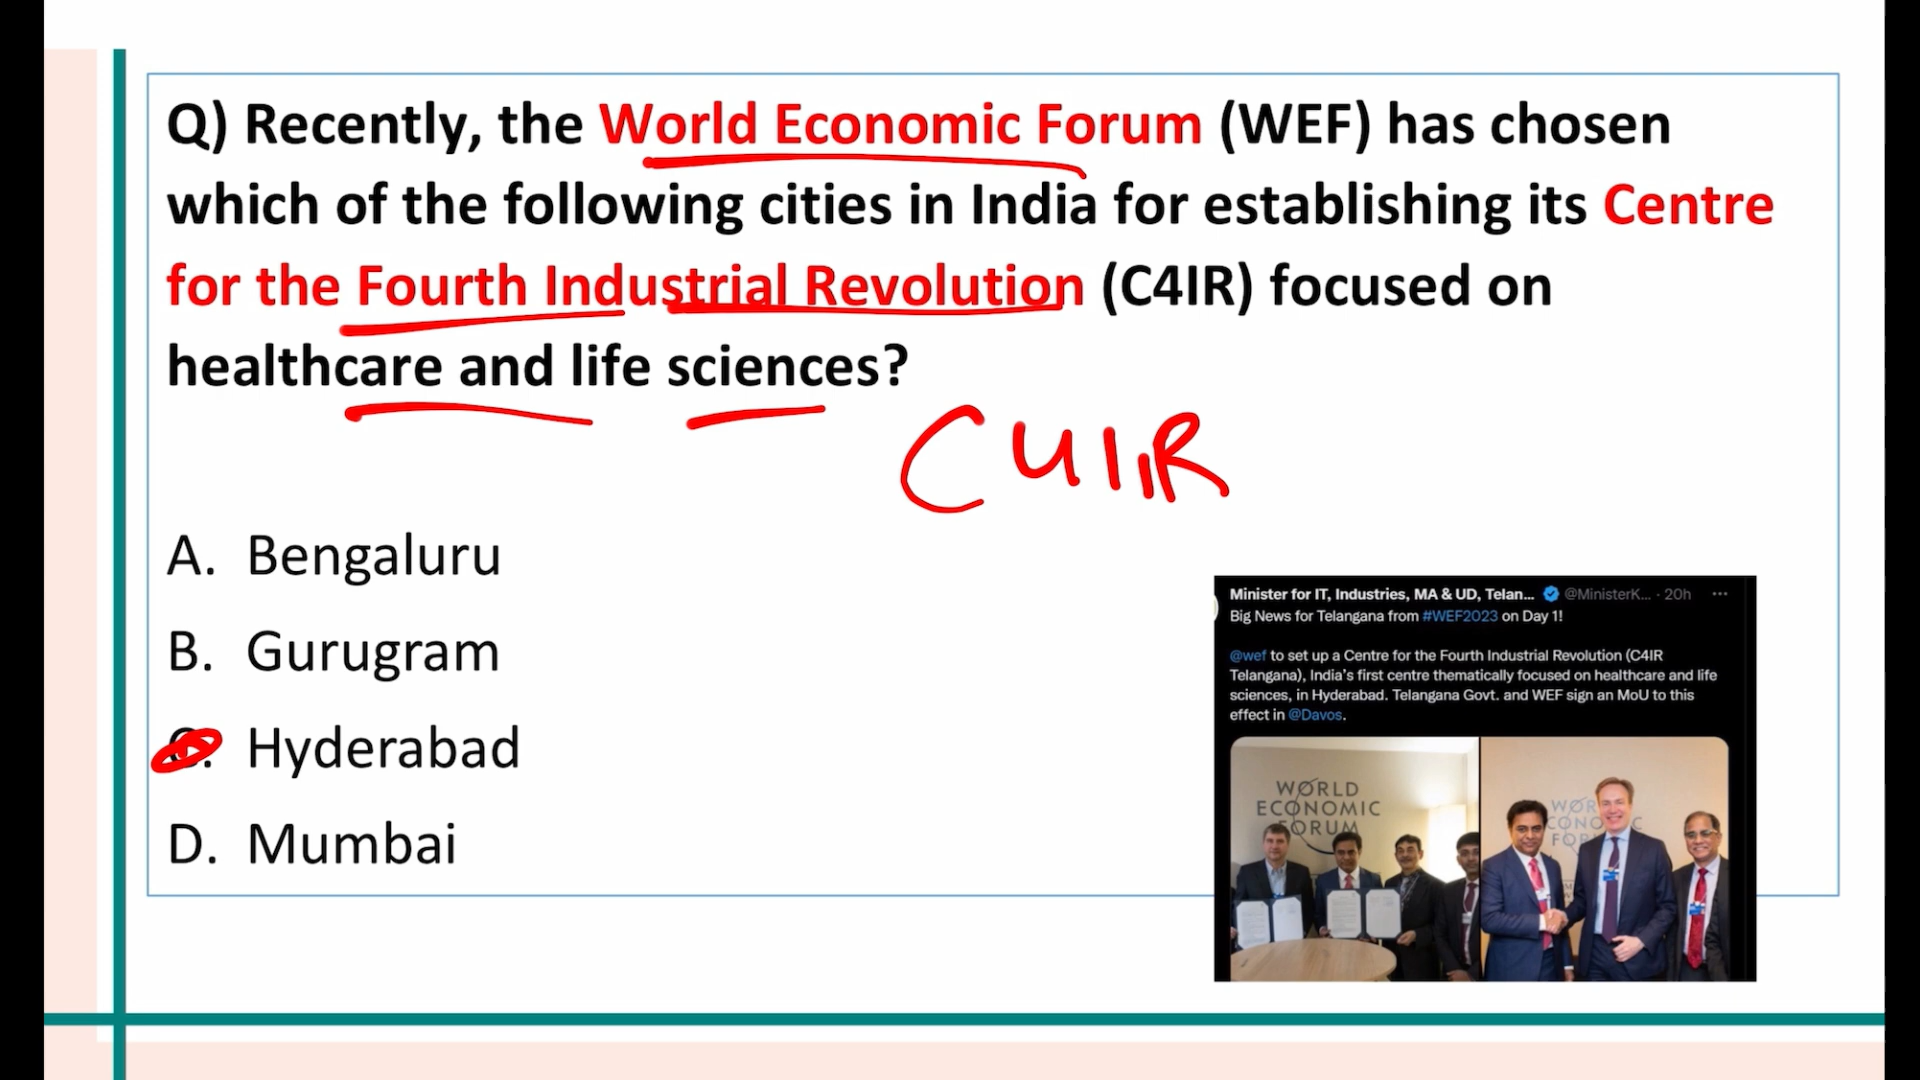 Q) Recently, the World Economic Forum (WEF) has chosen
which of the following cities in India for establishing its Centre
for the Fourth Industrial Revolution (C4IR) focused on
healthcare and life sciences?
C4IR
A. Bengaluru
B. Gurugram
C. Hyderabad
D. Mumbai
Minister for IT, Industries, MA & UD, Telan... @MinisterK... · 20h ...
Big News for Telangana from #WEF2023 on Day 1!
@wef to set up a Centre for the Fourth Industrial Revolution (C4IR
Telangana), India's first centre thematically focused on healthcare and life
sciences, in Hyderabad. Telangana Govt. and WEF sign an MoU to this
effect in @Davos.
WORLD
ECONOMIC
FORUM